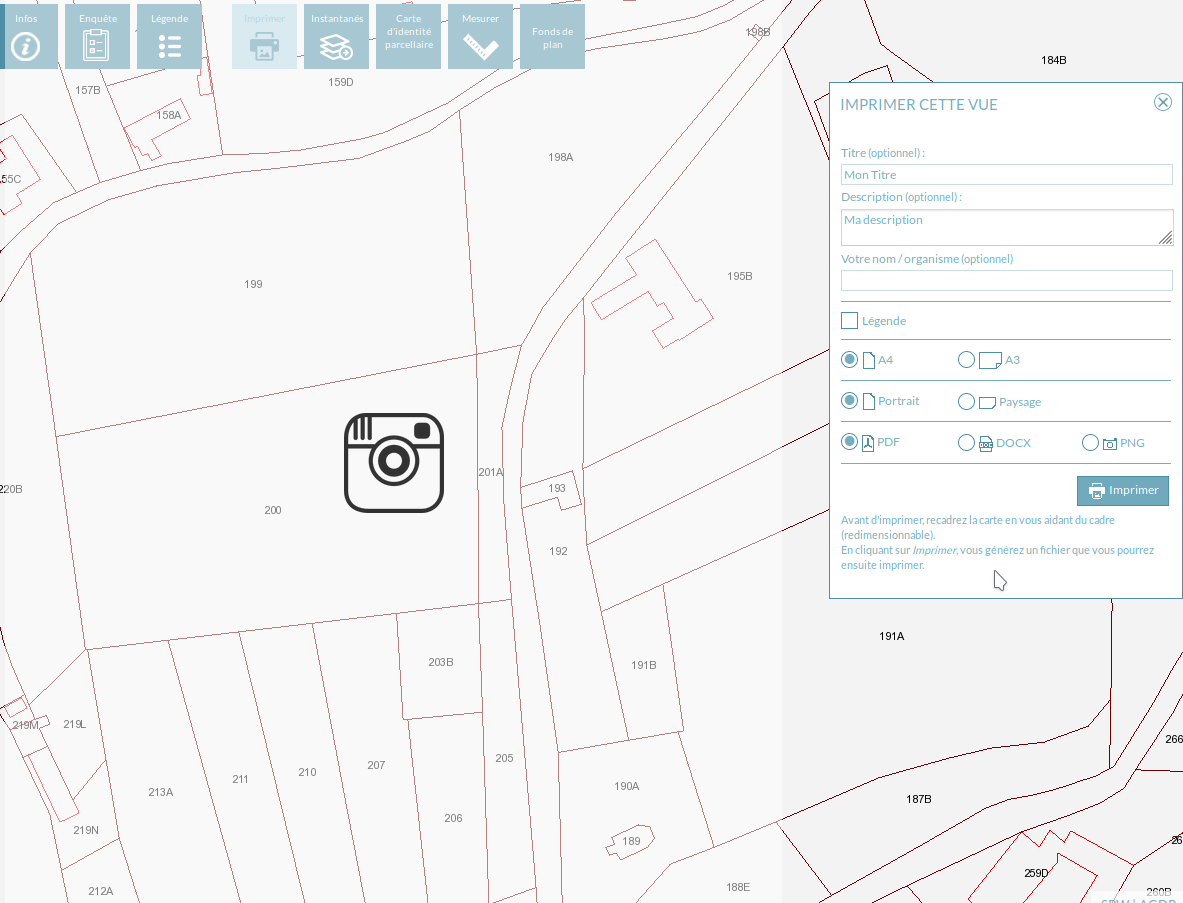 Infos
Enquête
Légende
Imprimer
Instantanés
Carte
d'identité
parcellaire
Mesurer
Fonds de
plan
198B
184B
159D
157B
158A
198A
55C
195B
199
201A
193
20B
200
192
203B
191B
191A
219M
219L
205
207
210
211
213A
190A
187B
266
206
219N
189
26
259D
188E
212A
260B
IMPRIMER CETTE VUE
Titre (optionnel) :
Mon Titre
Description (optionnel) :
Ma description
Votre nom / organisme (optionnel)
Légende
A4 A3
Portrait Paysage
PDF DOCX PNG
Imprimer
Avant d'imprimer, recadrez la carte en vous aidant du cadre
(redimensionnable).
En cliquant sur Imprimer, vous générez un fichier que vous pourrez
ensuite imprimer.